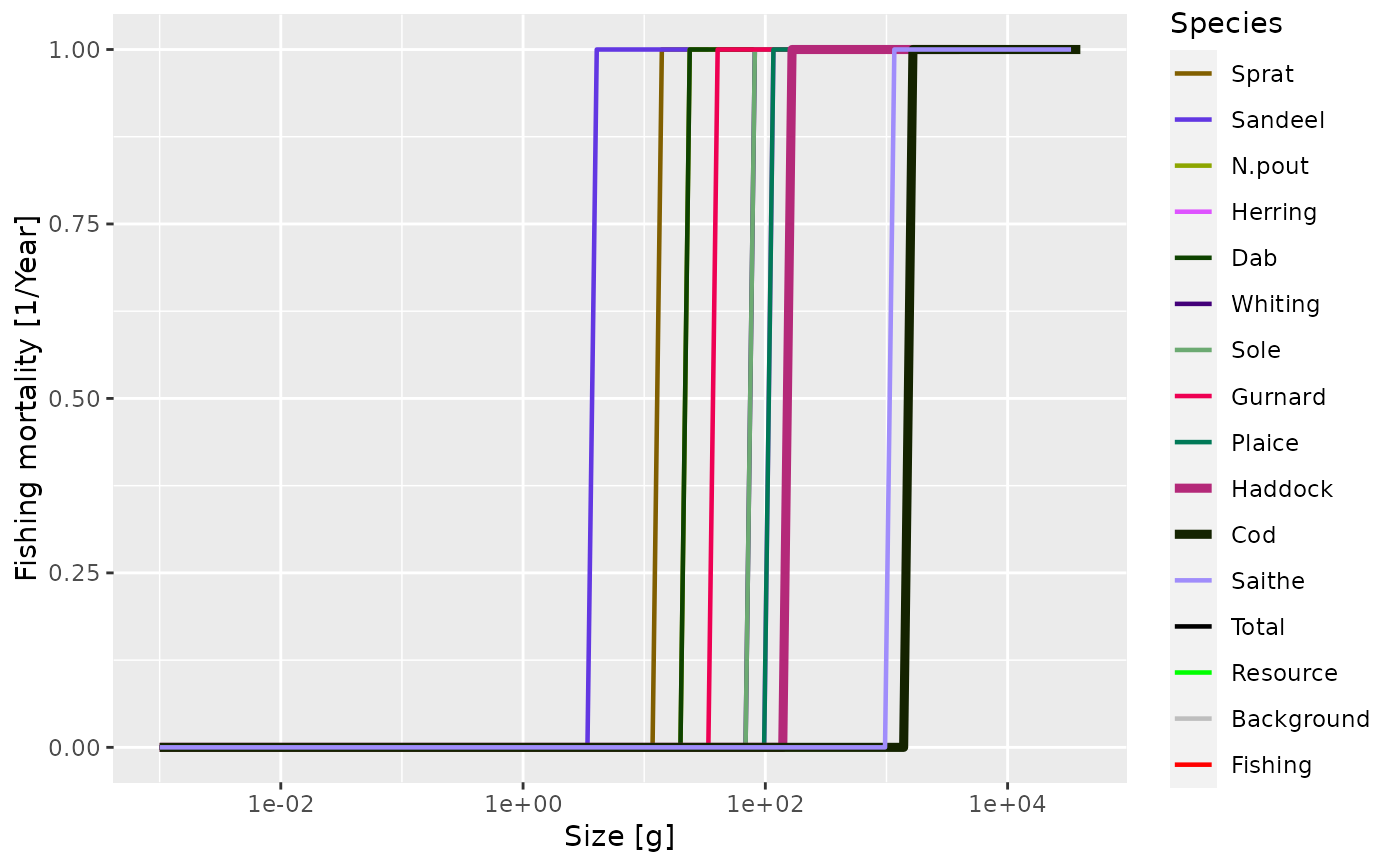 Fishing mortality [1/Year]
1.00
0.75
0.50
0.25
0.00
1e-02
1e+00
1e+02
1e+04
Size [g]
Species
Sprat
Sandeel
N.pout
Herring
Dab
Whiting
Sole
Gurnard
Plaice
Haddock
Cod
Saithe
Total
Resource
Background
Fishing